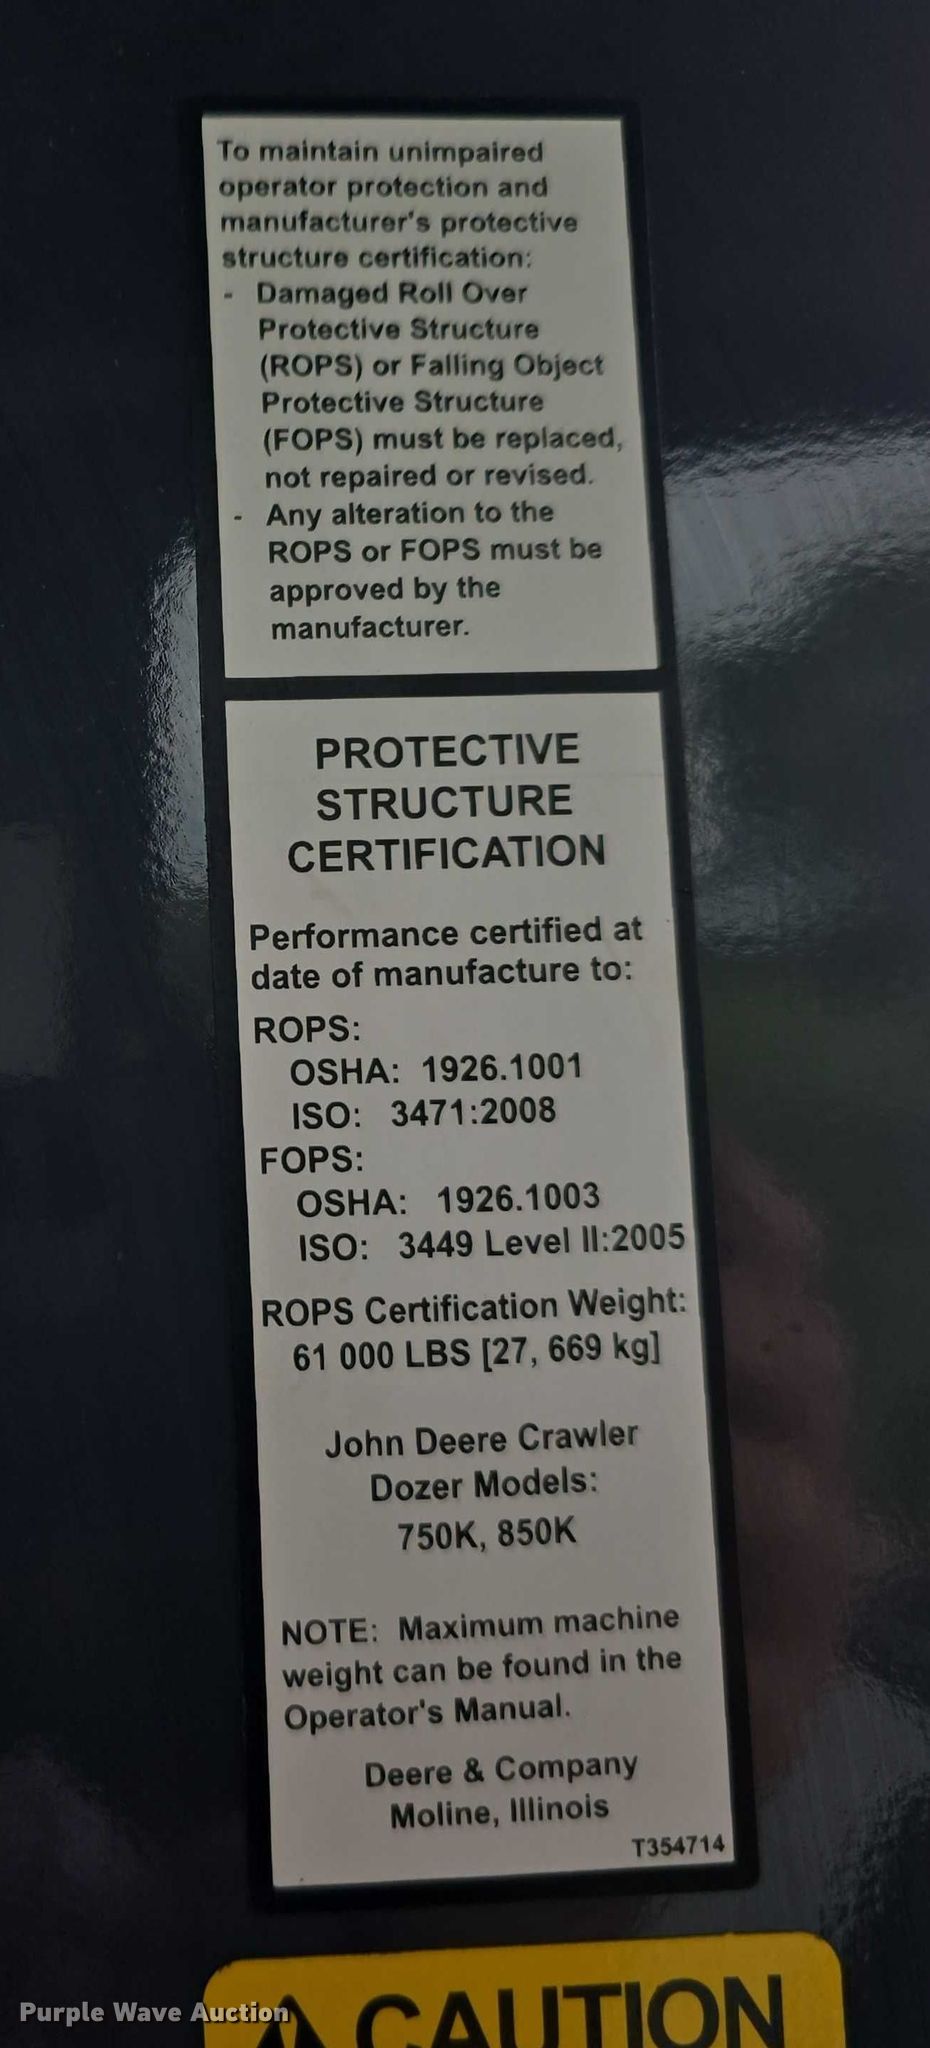 To maintain unimpaired
operator protection and
manufacturer's protective
structure certification:
- Damaged Roll Over
Protective Structure
(ROPS) or Falling Object
Protective Structure
(FOPS) must be replaced,
not repaired or revised.
- Any alteration to the
ROPS or FOPS must be
approved by the
manufacturer.
PROTECTIVE
STRUCTURE
CERTIFICATION
Performance certified at
date of manufacture to:
ROPS:
OSHA: 1926.1001
ISO: 3471:2008
FOPS:
OSHA: 1926.1003
ISO: 3449 Level II:2005
ROPS Certification Weight:
61 000 LBS [27, 669 kg]
John Deere Crawler
Dozer Models:
750K, 850K
NOTE: Maximum machine
weight can be found in the
Operator's Manual.
Deere & Company
Moline, Illinois
T354714
CAUTION
Purple Wave Auction